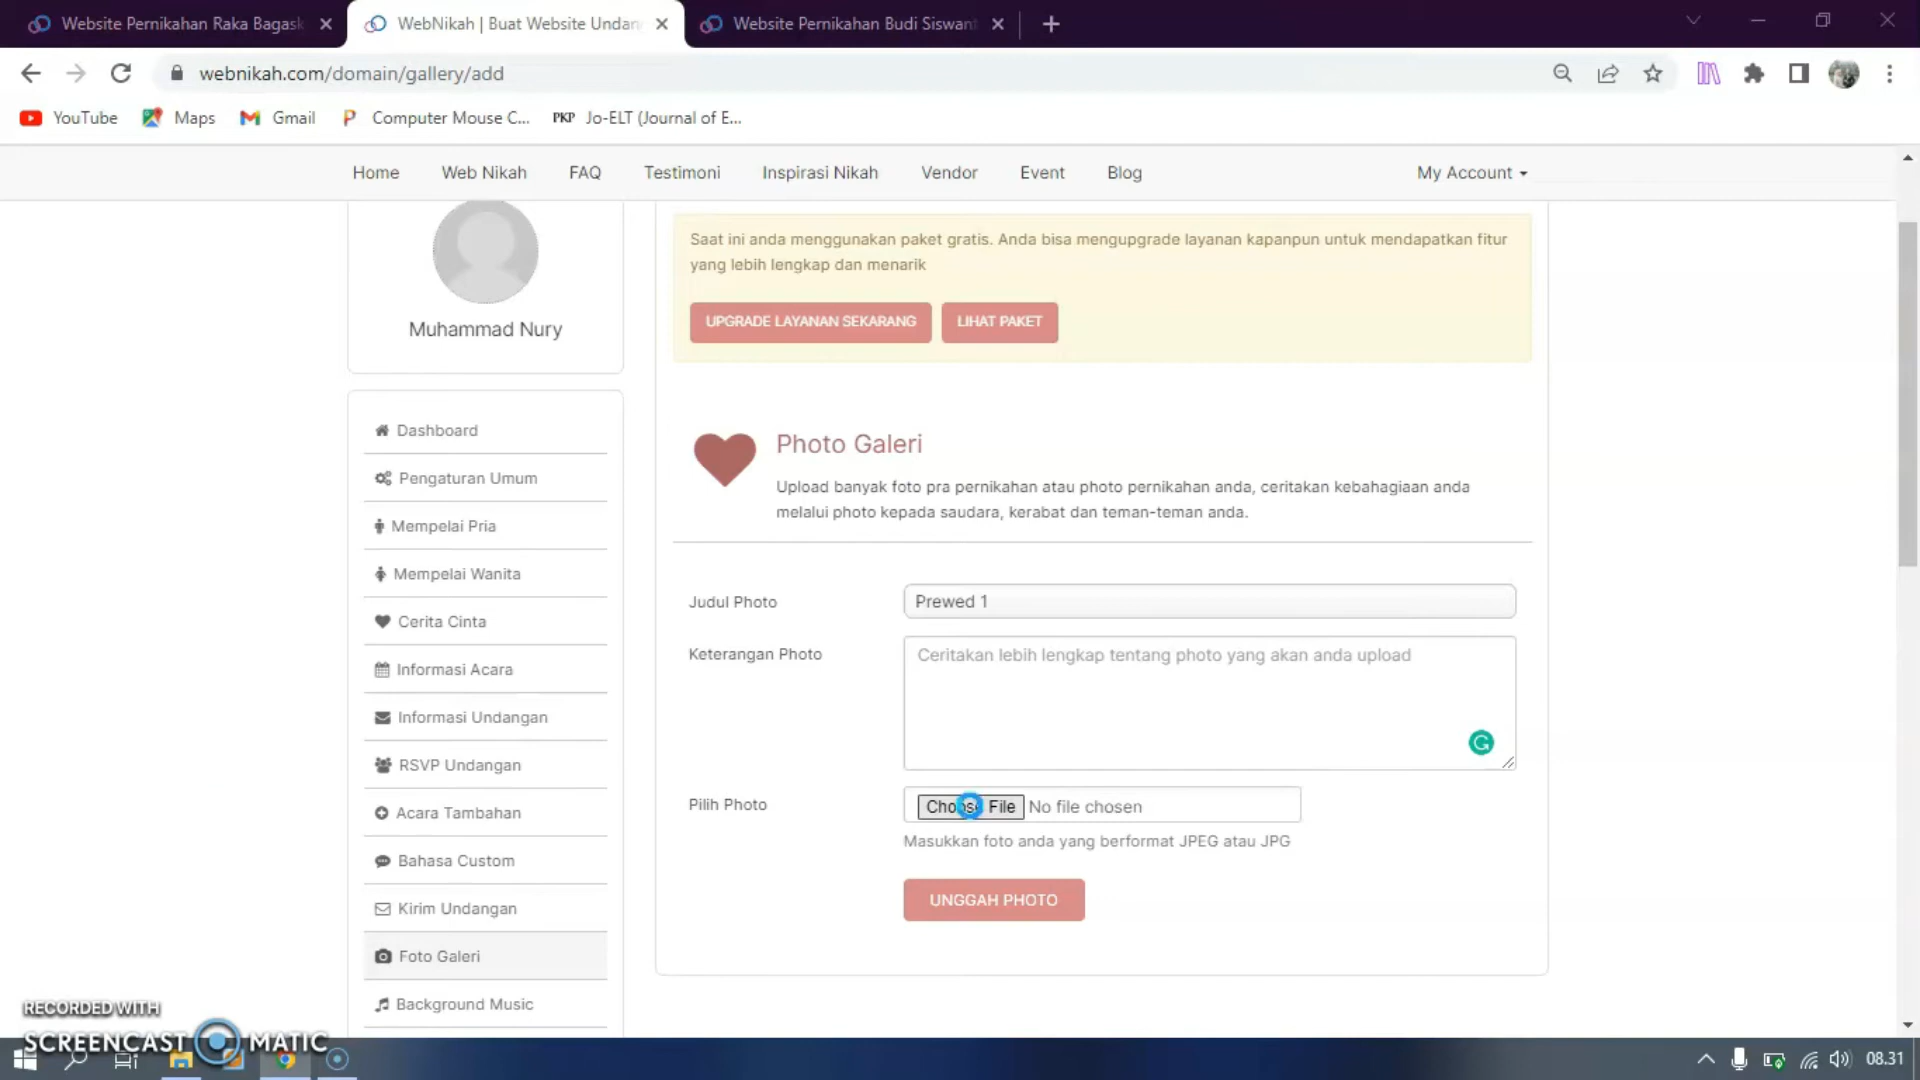 Website Pernikahan Raka Bagask
WebNikah | Buat Website Undan
Website Pernikahan Budi Siswant
webnikah.com/domain/gallery/add
YouTube
Maps
Gmail
Computer Mouse C...
PKP
Jo-ELT (Journal of E...
Home
Web Nikah
FAQ
Testimoni
Inspirasi Nikah
Vendor
Event
Blog
My Account
Muhammad Nury
Saat ini anda menggunakan paket gratis. Anda bisa mengupgrade layanan kapanpun untuk mendapatkan fitur
yang lebih lengkap dan menarik
UPGRADE LAYANAN SEKARANG
LIHAT PAKET
Dashboard
Pengaturan Umum
Mempelai Pria
Mempelai Wanita
Cerita Cinta
Informasi Acara
Informasi Undangan
RSVP Undangan
Acara Tambahan
Bahasa Custom
Kirim Undangan
Foto Galeri
Background Music
Photo Galeri
Upload banyak foto pra pernikahan atau photo pernikahan anda, ceritakan kebahagiaan anda
melalui photo kepada saudara, kerabat dan teman-teman anda.
Judul Photo
Prewed 1
Keterangan Photo
Ceritakan lebih lengkap tentang photo yang akan anda upload
Pilih Photo
Choose File
No file chosen
Masukkan foto anda yang berformat JPEG atau JPG
UNGGAH PHOTO
RECORDED WITH
SCREENCAST MATIC
08.31